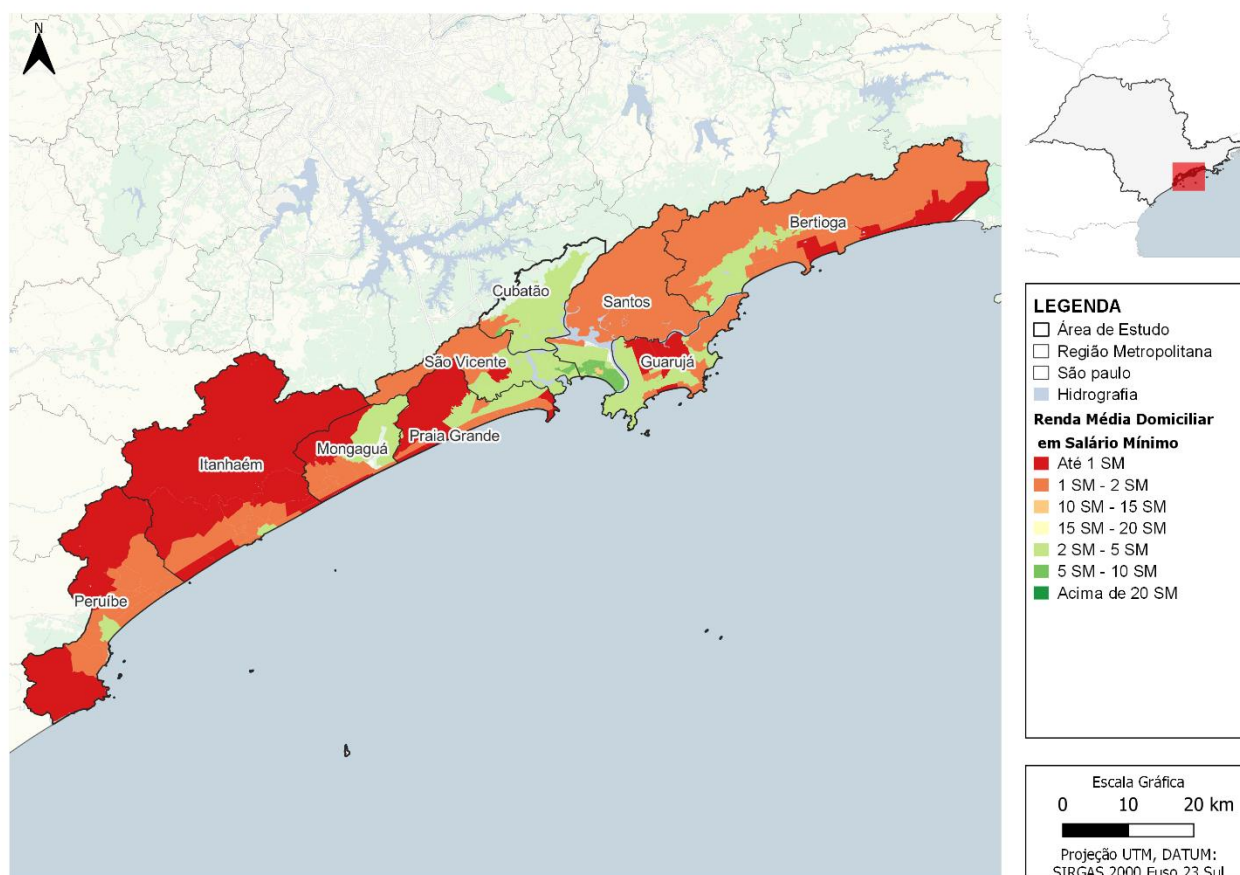 N
Bertioga
Cubatão
Santos
São Vicente
Guarujá
Praia Grande
Mongaguá
Itanhaém
Peruíbe
LEGENDA
Área de Estudo
Região Metropolitana
São paulo
Hidrografia
Renda Média Domiciliar
em Salário Mínimo
Até 1 SM
1 SM - 2 SM
10 SM - 15 SM
15 SM - 20 SM
2 SM - 5 SM
5 SM - 10 SM
Acima de 20 SM
Escala Gráfica
0 10 20 km
Projeção UTM, DATUM:
SIRGAS 2000 Fuso 23 Sul